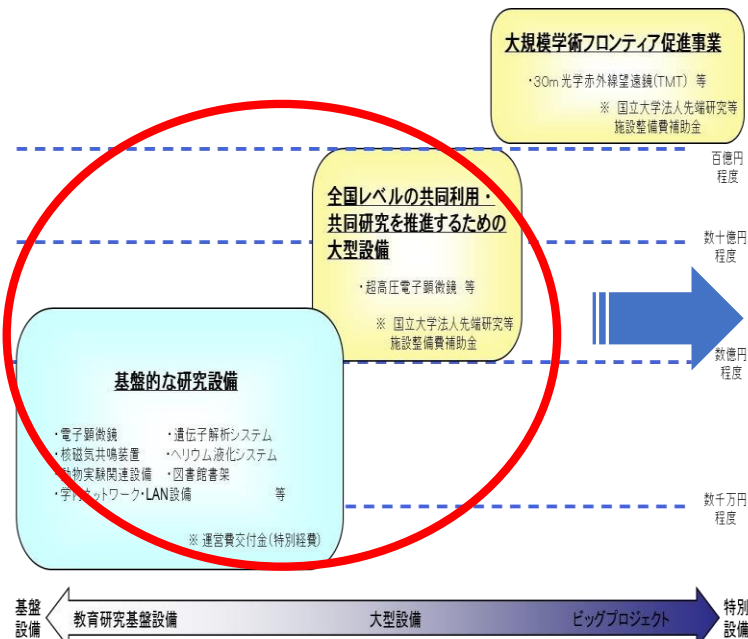 大規模学術フロンティア促進事業
・30m光学赤外線望遠鏡(TMT) 等
※ 国立大学法人先端研究等
施設整備費補助金
百億円
程度
全国レベルの共同利用・
共同研究を推進するための
大型設備
・超高圧電子顕微鏡 等
※ 国立大学法人先端研究等
施設整備費補助金
数十億円
程度
数億円
程度
基盤的な研究設備
・電子顕微鏡 ・遺伝子解析システム
・核磁気共鳴装置 ・ヘリウム液化システム
・動物実験関連設備 ・図書館書架
・学内ネットワーク・LAN設備 等
※ 運営費交付金(特別経費)
数千万円
程度
基盤
設備
教育研究基盤設備 大型設備 ビッグプロジェクト
特別
設備